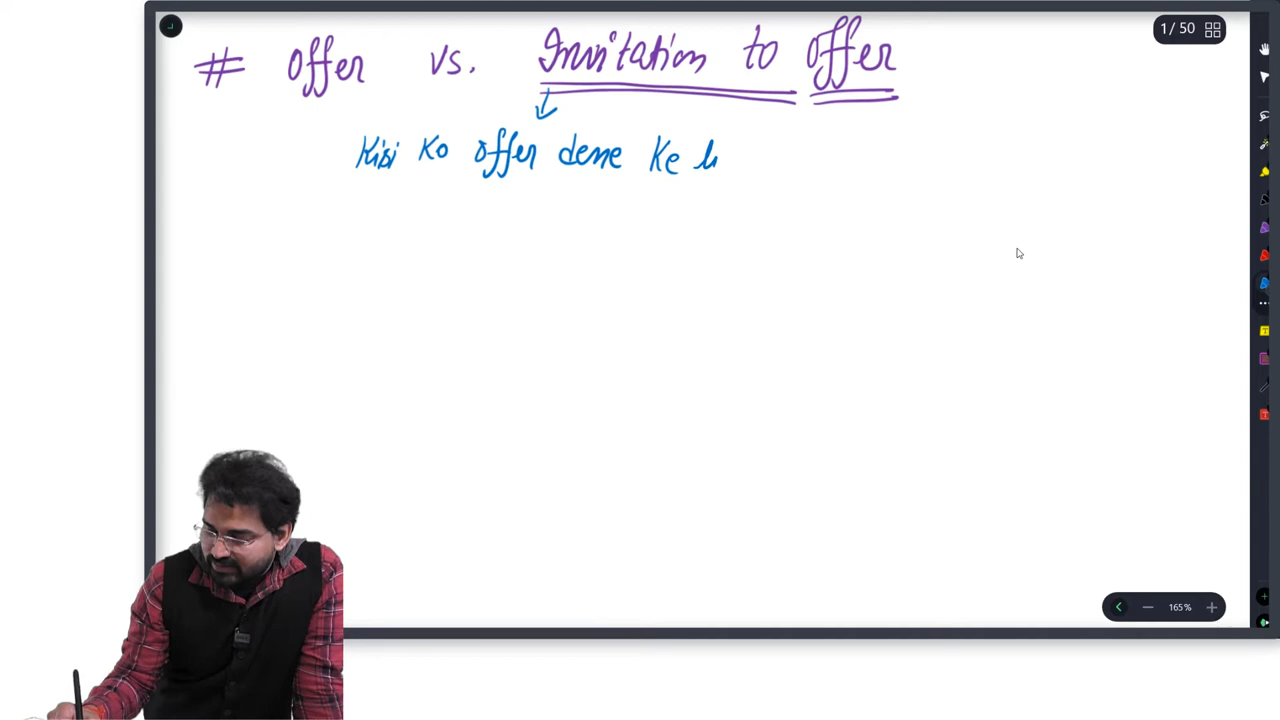 1 / 50
# Offer vs. Invitation to offer
Kisi Ko offer dene Ke
165%